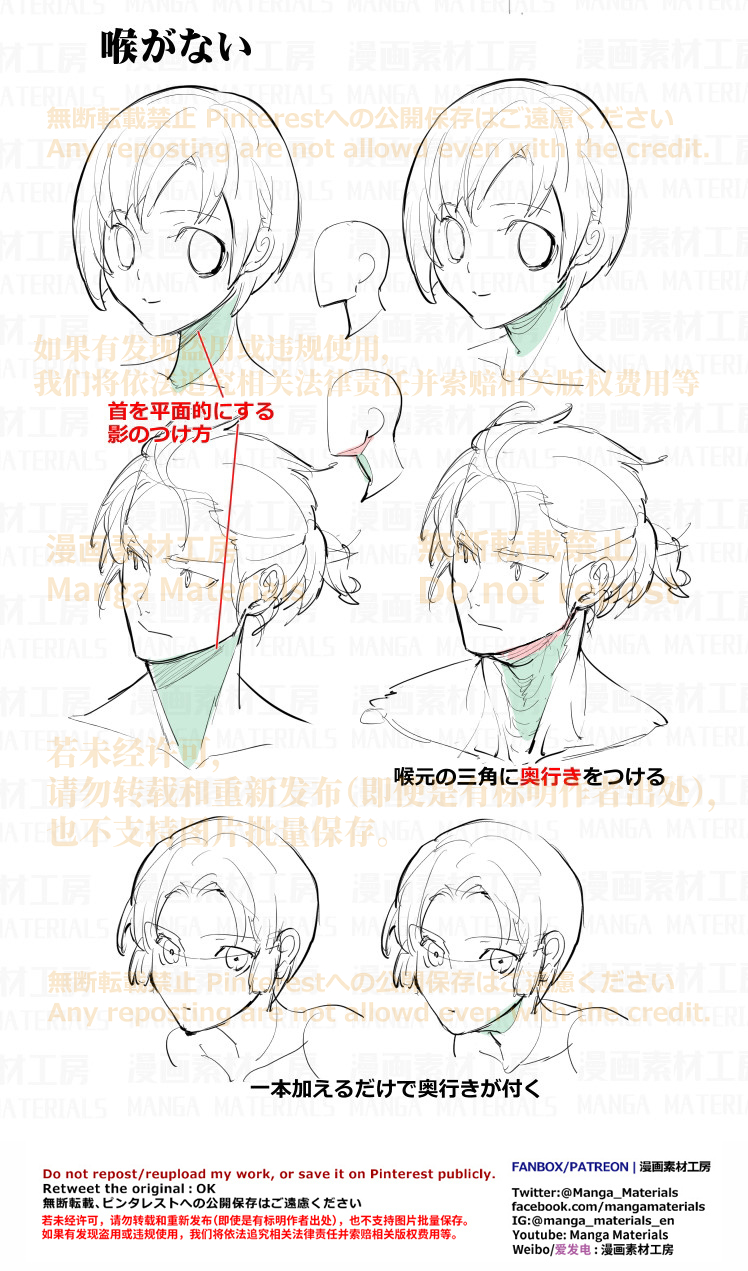 喉がない
無断転載禁止 Pinterestへの公開保存はご遠慮ください
Any reposting are not allowd even with the credit.
如果有发现盗用或违规使用,
我们将依法追究相关法律责任并索赔相关版权费用等
首を平面的にする
影のつけ方
漫画素材工房
Manga Materials
無断転載禁止
Do not repost
若未经许可,
请勿转载和重新发布(即使是有标明作者出处),
也不支持图片批量保存。
喉元の三角に奥行きをつける
無断転載禁止 Pinterestへの公開保存はご遠慮ください
Any reposting are not allowd even with the credit.
一本加えるだけで奥行きが付く
Do not repost/reupload my work, or save it on Pinterest publicly.
Retweet the original : OK
無断転載、ピンタレストへの公開保存はご遠慮ください
若未经许可，请勿转载和重新发布(即使是有标明作者出处)，也不支持图片批量保存。
如果有发现盗用或违规使用，我们将依法追究相关法律责任并索赔相关版权费用等。
FANBOX/PATREON | 漫画素材工房
Twitter:@Manga_Materials
facebook.com/mangamaterials
IG:@manga_materials_en
Youtube: Manga Materials
Weibo/爱发电 : 漫画素材工房